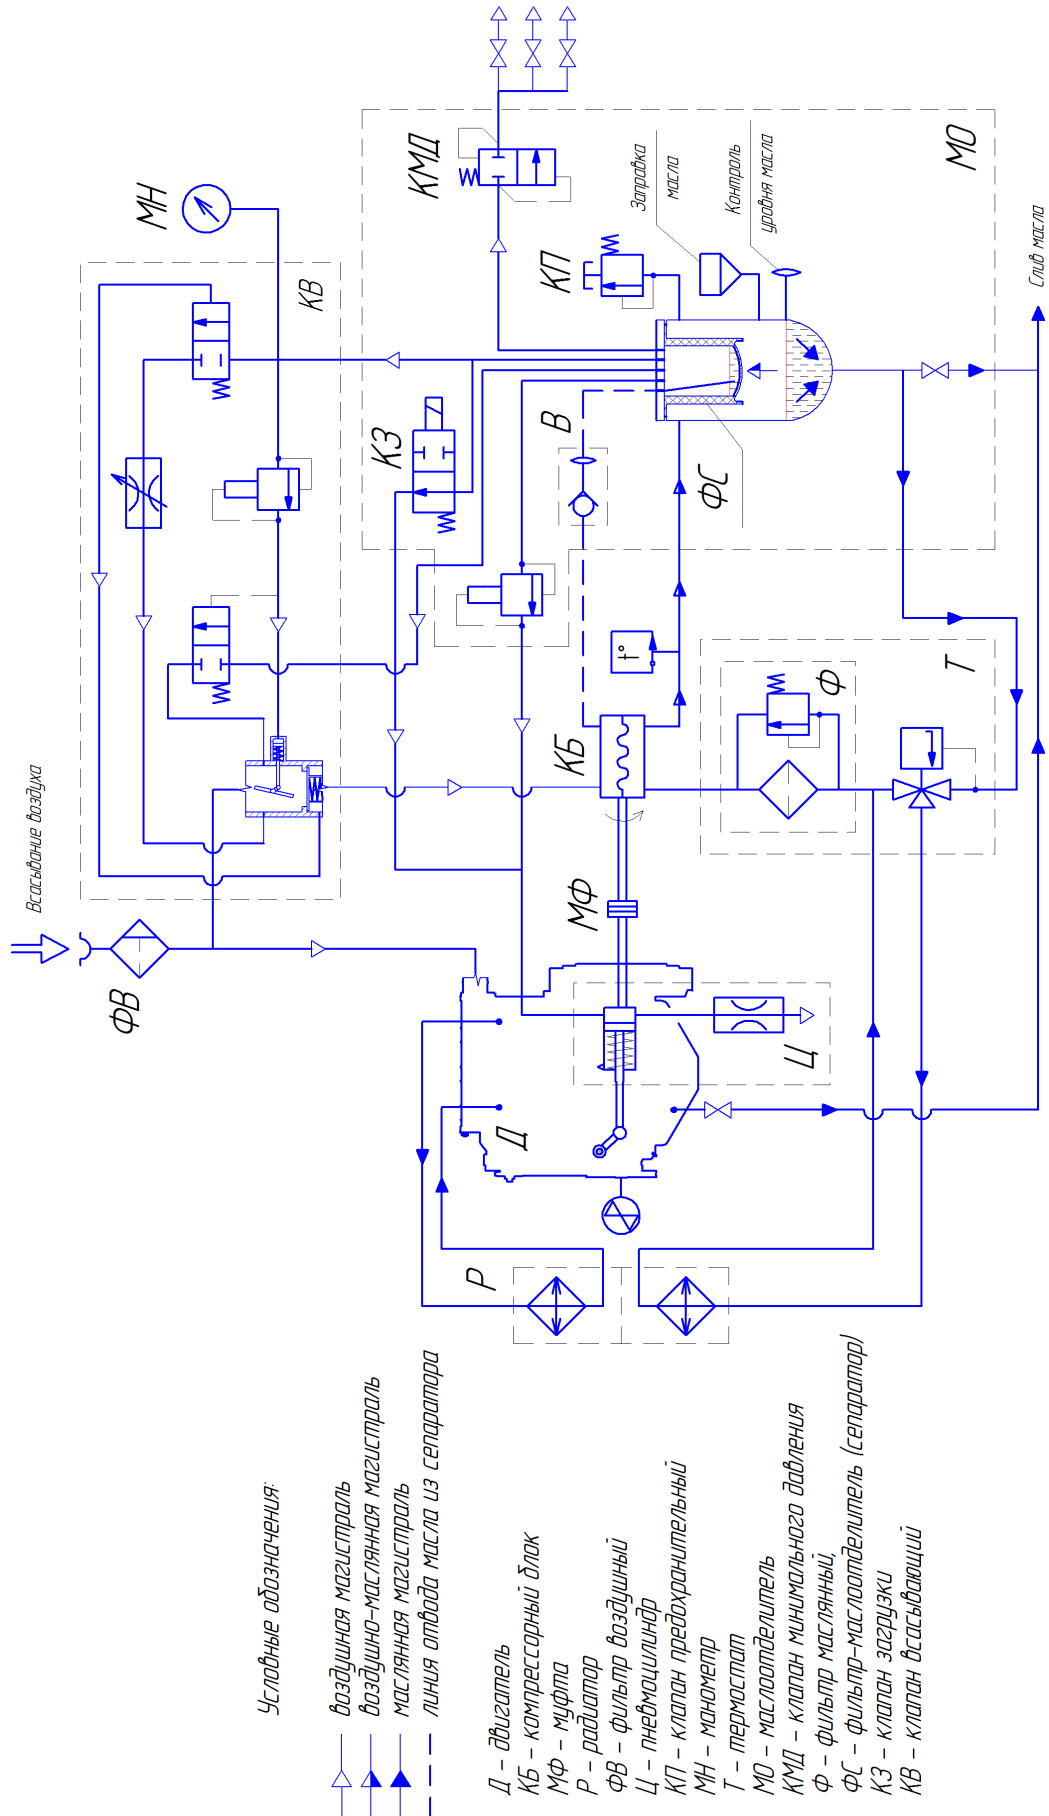 Всасывание воздуха
ФВ
МН
КВ
КМД
КП
КЗ
В
ФС
Заправка
масла
Контроль
уровня масла
МО
Слив масла
t°
КБ
МФ
Ф
Т
Ц
Д
Р
Условные обозначения:
воздушная магистраль
воздушно-маслянная магистраль
маслянная магистраль
линия отвода масла из сепаратора
Д – двигатель
КБ – компрессорный блок
МФ – муфта
Р – радиатор
ФВ – фильтр воздушный
Ц – пневмоцилиндр
КП – клапан предохранительный
МН – манометр
Т – термостат
МО – маслоотделитель
КМД – клапан минимального давления
Ф – фильтр маслянный,
ФС – фильтр-маслоотделитель (сепаратор)
КЗ – клапан загрузки
КВ – клапан всасывающий